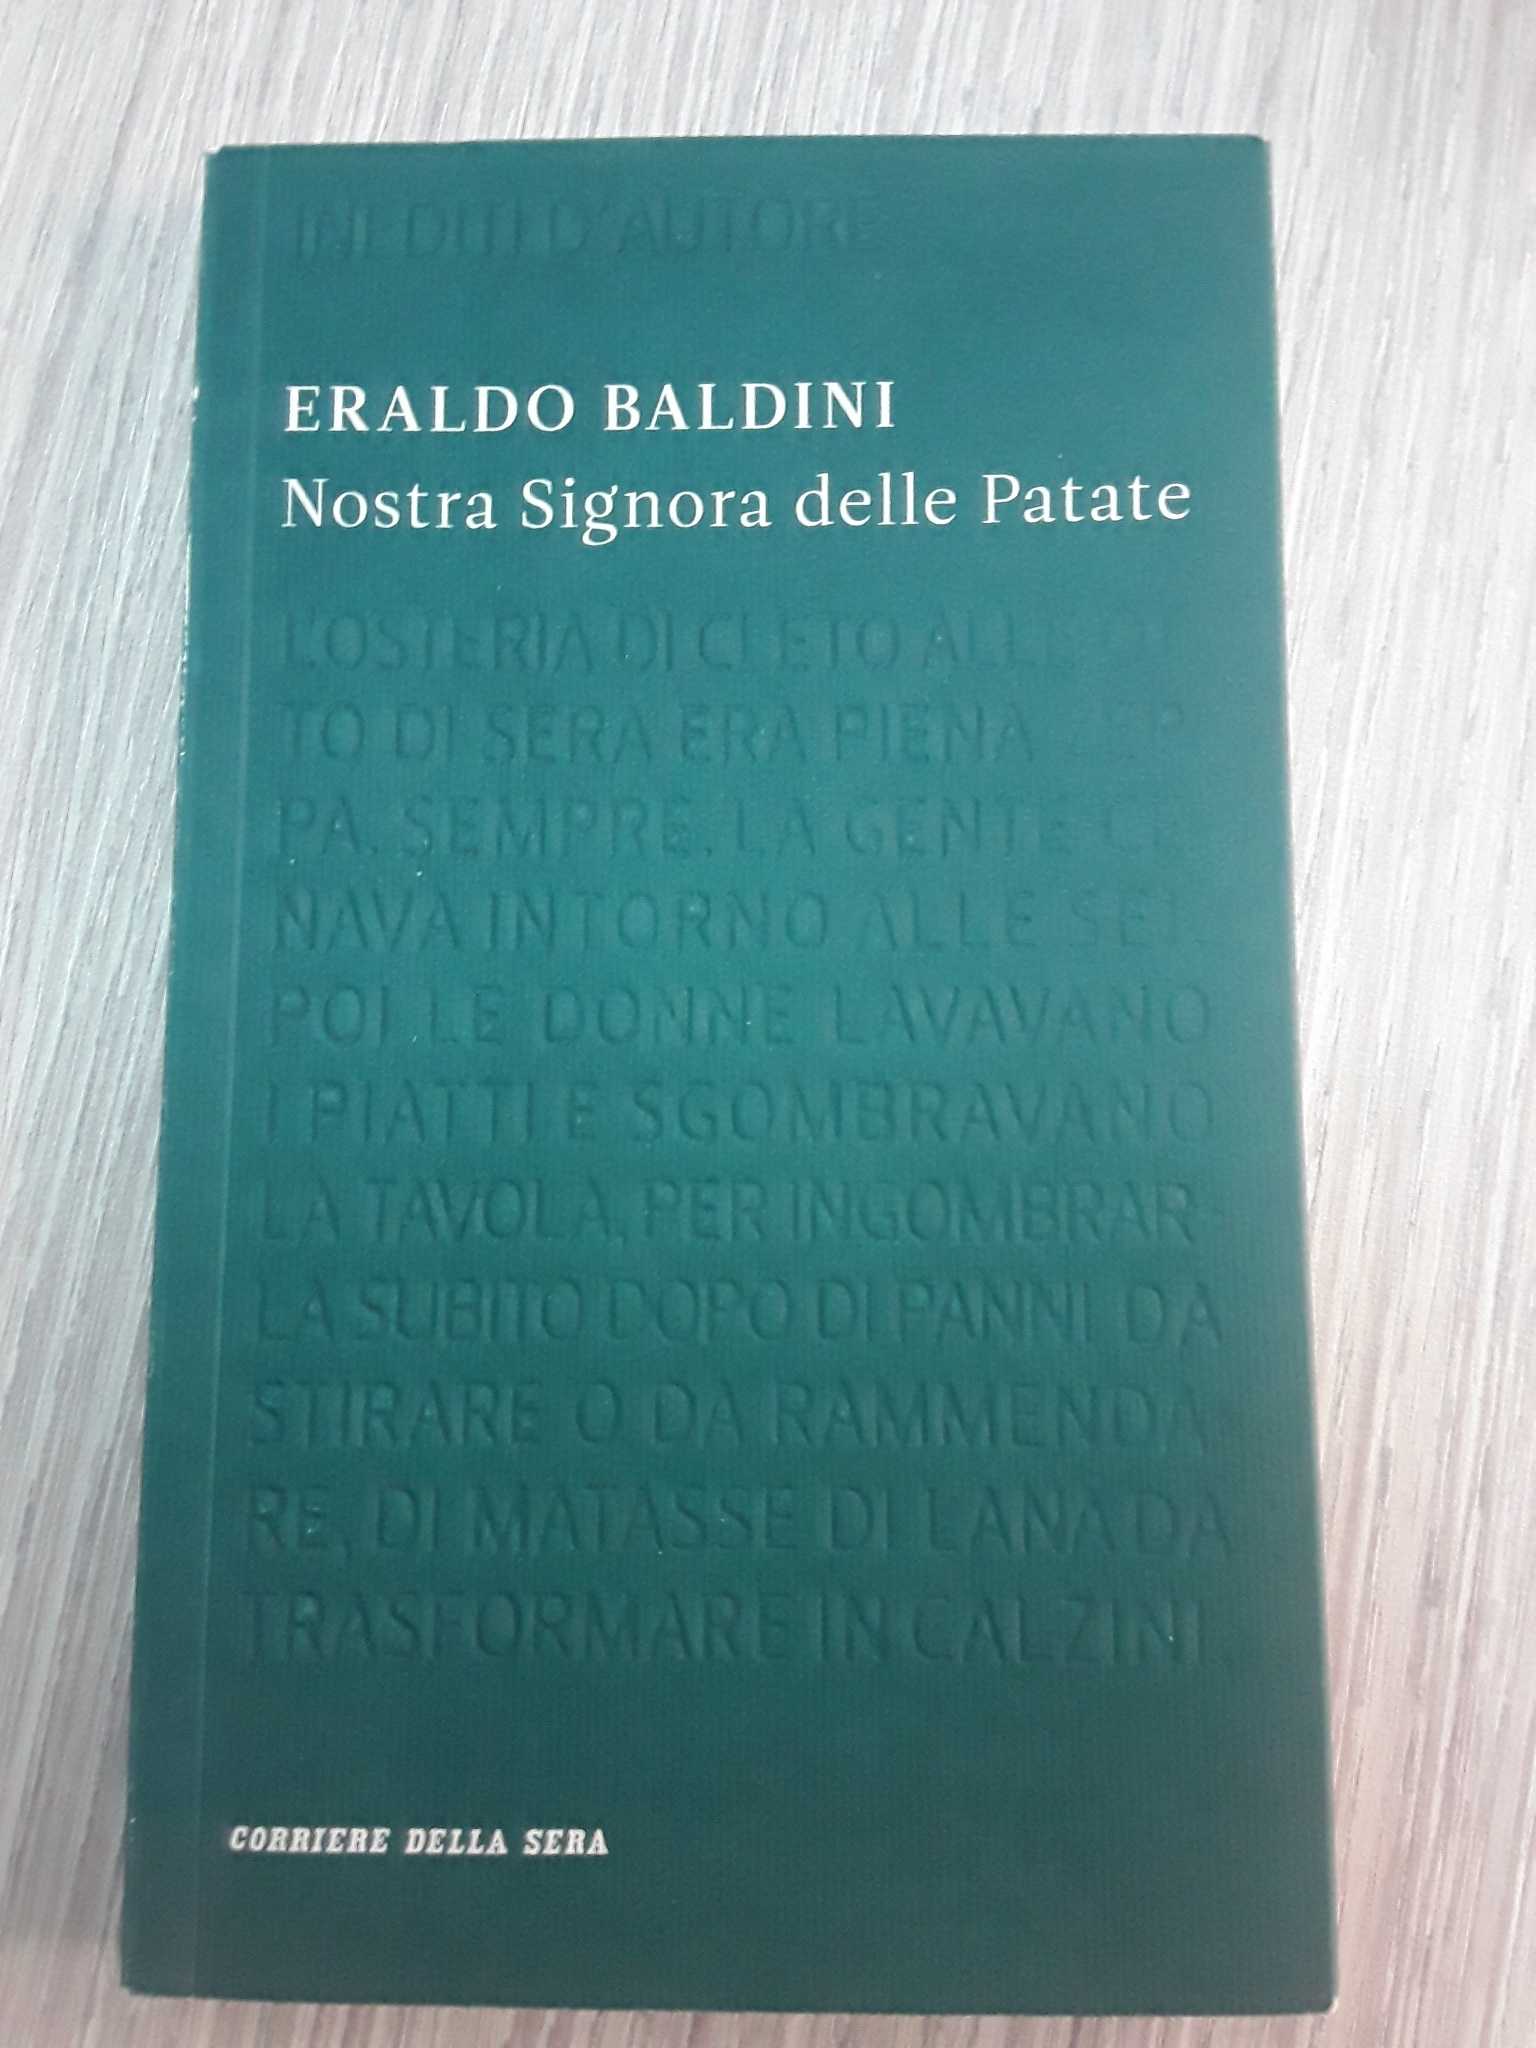 INEDITI D'AUTORE
ERALDO BALDINI
Nostra Signora delle Patate
L'OSTERIA DI CLETO ALLE OT
TO DI SERA ERA PIENA ZEP
PA. SEMPRE. LA GENTE CE
NAVA INTORNO ALLE SEI,
POI LE DONNE LAVAVANO
I PIATTI E SGOMBRAVANO
LA TAVOLA, PER INGOMBRAR-
LA SUBITO DOPO DI PANNI DA
STIRARE O DA RAMMENDA
RE, DI MATASSE DI LANA DA
TRASFORMARE IN CALZINI.
CORRIERE DELLA SERA